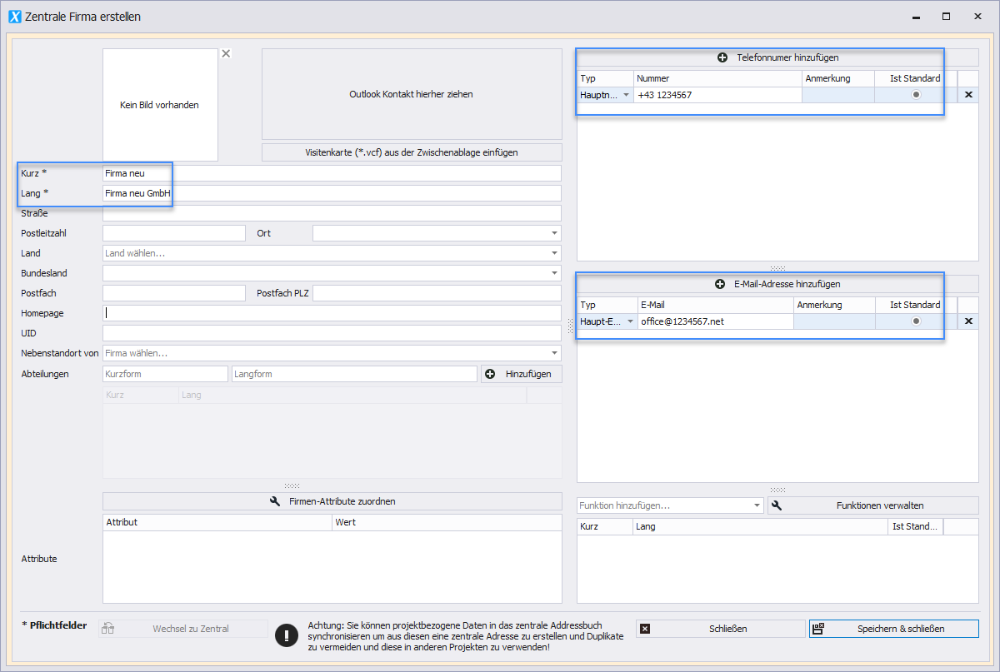 X Zentrale Firma erstellen
Kein Bild vorhanden
Outlook Kontakt hierher ziehen
Visitenkarte (*.vcf) aus der Zwischenablage einfügen
Kurz * Firma neu
Lang * Firma neu GmbH
Straße
Postleitzahl Ort
Land Land wählen...
Bundesland
Postfach Postfach PLZ
Homepage
UID
Nebenstandort von Firma wählen...
Abteilungen Kurzform Langform Hinzufügen
Kurz Lang
Firmen-Attribute zuordnen
Attribut Wert
Attribute
Telefonnumer hinzufügen
Typ Nummer Anmerkung Ist Standard
Hauptn... +43 1234567
E-Mail-Adresse hinzufügen
Typ E-Mail Anmerkung Ist Standard
Haupt-E... office@1234567.net
Funktion hinzufügen... Funktionen verwalten
Kurz Lang Ist Stand...
* Pflichtfelder Wechsel zu Zentral
Achtung: Sie können projektbezogene Daten in das zentrale Addressbuch
synchronisieren um aus diesen eine zentrale Adresse zu erstellen und Duplikate
zu vermeiden und diese in anderen Projekten zu verwenden!
Schließen Speichern & schließen